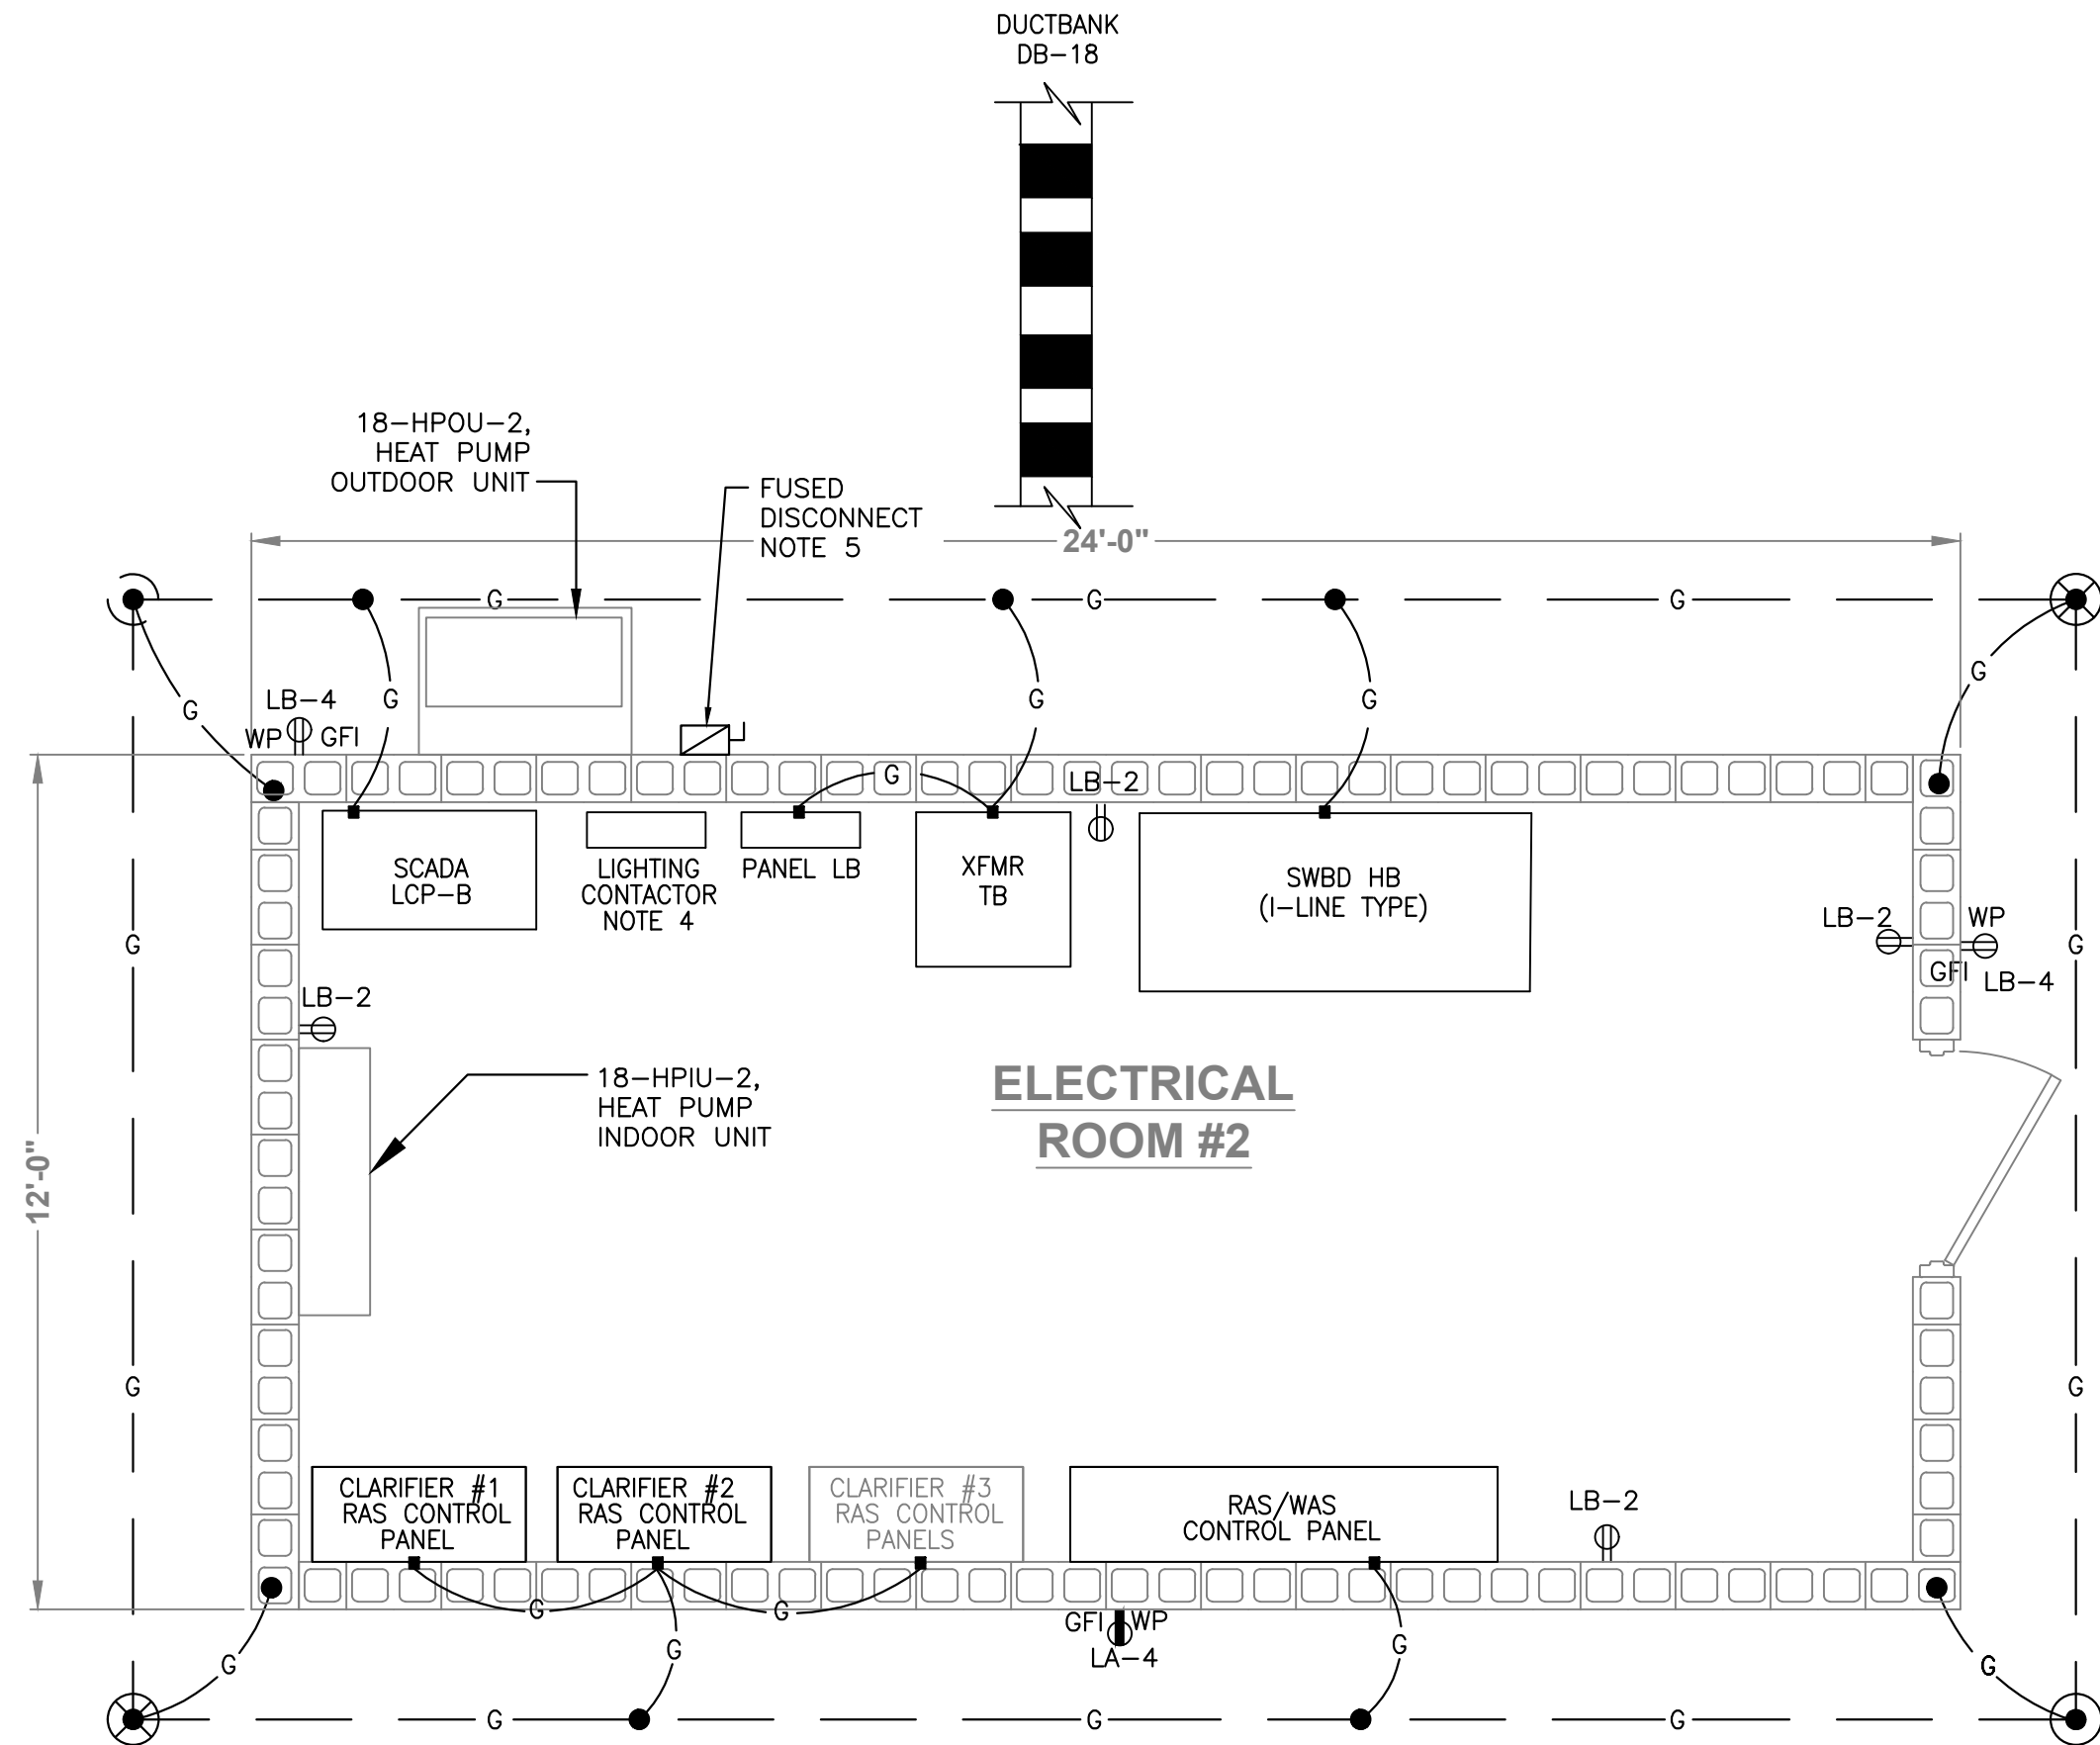 DUCTBANK
DB-18
18-HPOU-2,
HEAT PUMP
OUTDOOR UNIT
FUSED
DISCONNECT
NOTE 5
24'-0"
G
G
G
G
G
G
G
G
LB-4
WP
GFI
G
LB-2
SCADA
LCP-B
LIGHTING
CONTACTOR
NOTE 4
PANEL LB
XFMR
TB
SWBD HB
(I-LINE TYPE)
LB-2
WP
GFI
LB-4
G
G
LB-2
18-HPIU-2,
HEAT PUMP
INDOOR UNIT
ELECTRICAL
ROOM #2
12'-0"
G
G
CLARIFIER #1
RAS CONTROL
PANEL
CLARIFIER #2
RAS CONTROL
PANEL
CLARIFIER #3
RAS CONTROL
PANELS
RAS/WAS
CONTROL PANEL
LB-2
G
G
GFI
WP
LA-4
G
G
G
G
G
G
G